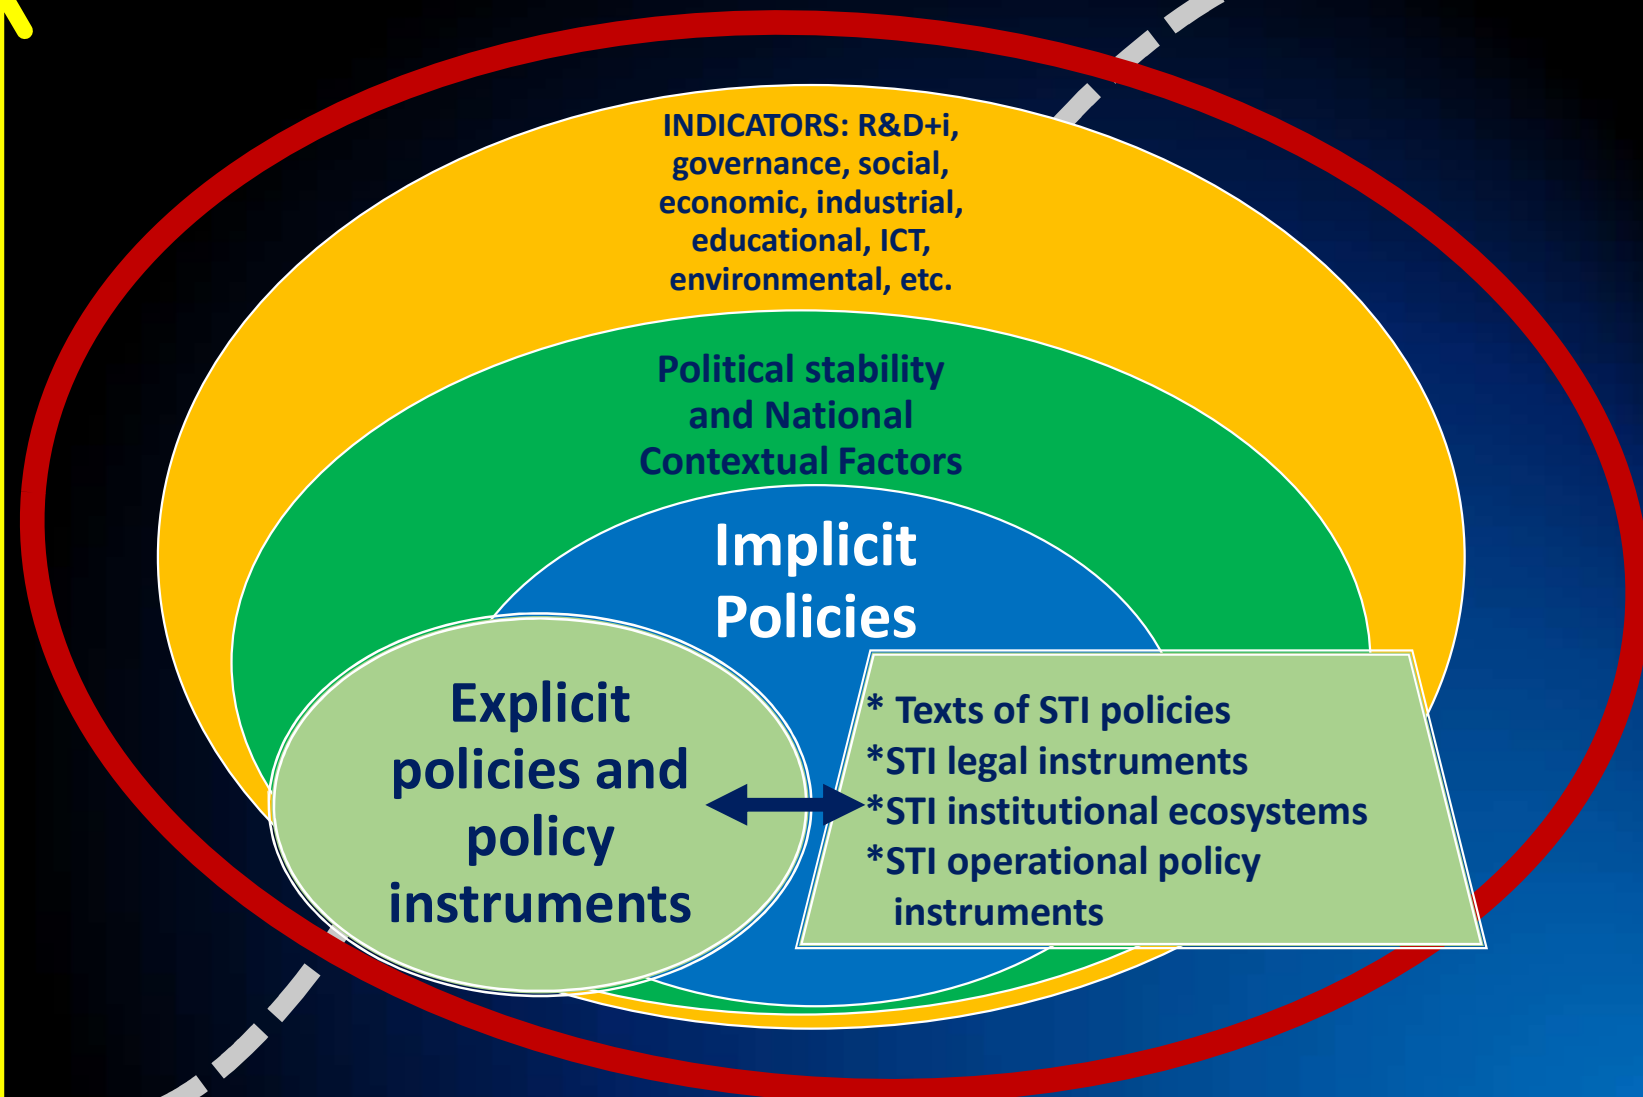 INDICATORS: R&D+i,
governance, social,
economic, industrial,
educational, ICT,
environmental, etc.
Political stability
and National
Contextual Factors
Implicit
Policies
Explicit
policies and
policy
instruments
* Texts of STI policies
*STI legal instruments
*STI institutional ecosystems
*STI operational policy
instruments